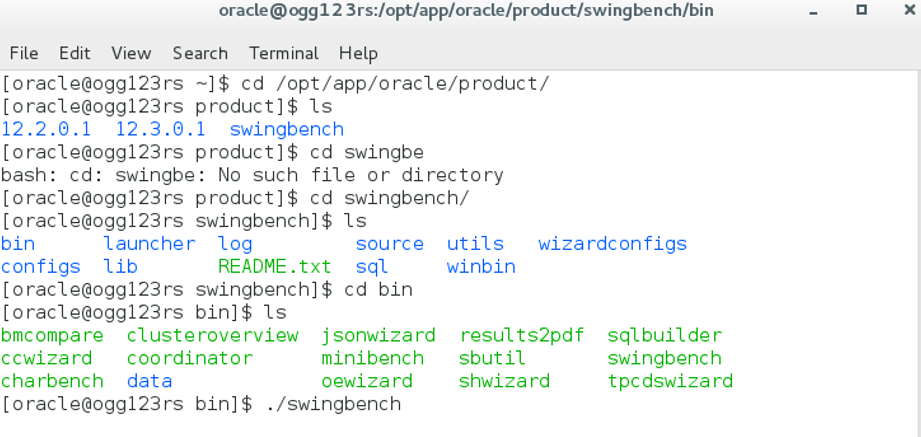 oracle@ogg123rs:/opt/app/oracle/product/swingbench/bin
File Edit View Search Terminal Help
[oracle@ogg123rs ~]$ cd /opt/app/oracle/product/
[oracle@ogg123rs product]$ ls
12.2.0.1 12.3.0.1 swingbench
[oracle@ogg123rs product]$ cd swingbe
bash: cd: swingbe: No such file or directory
[oracle@ogg123rs product]$ cd swingbench/
[oracle@ogg123rs swingbench]$ ls
bin launcher log source utils wizardconfigs
configs lib README.txt sql winbin
[oracle@ogg123rs swingbench]$ cd bin
[oracle@ogg123rs bin]$ ls
bmcompare clusteroverview jsonwizard results2pdf sqlbuilder
ccwizard coordinator minibench sbutil swingbench
charbench data oewizard shwizard tpcdswizard
[oracle@ogg123rs bin]$ ./swingbench